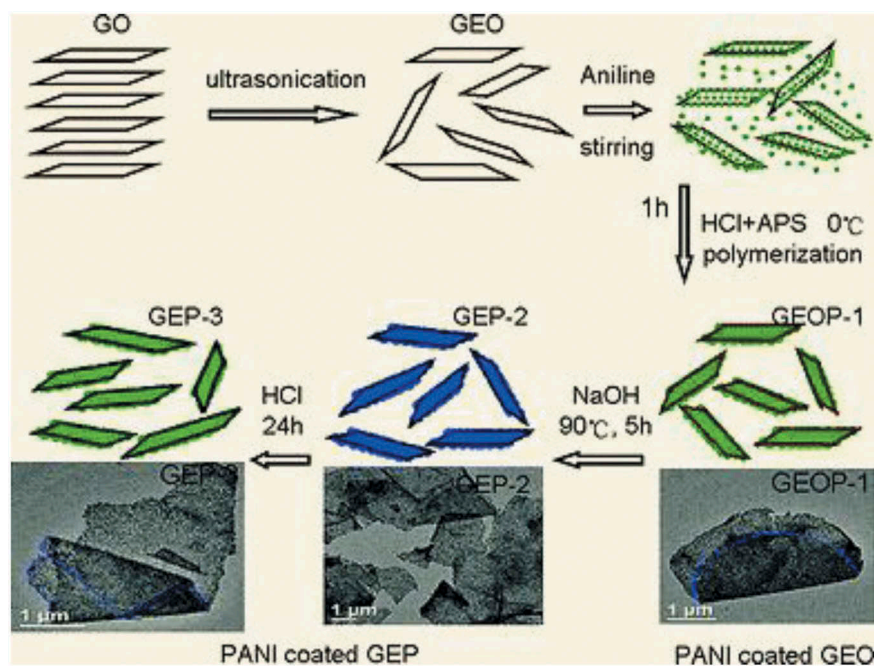 GO
GEO
ultrasonication
Aniline
stirring
1h
HCl+APS 0℃
polymerization
GEP-3
GEP-2
GEOP-1
HCl
24h
NaOH
90℃, 5h
GEP-3
GEP-2
GEOP-1
1 μm
1 μm
1 μm
PANI coated GEP
PANI coated GEO